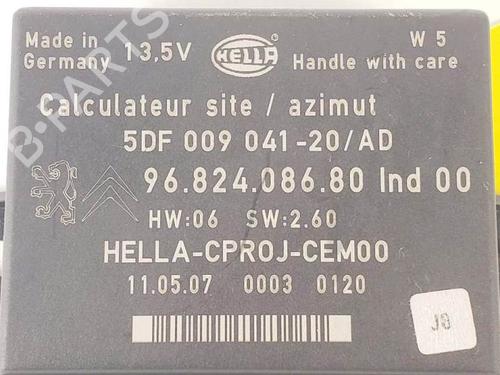 Made in Germany 13,5V HELLA W 5
Handle with care
Calculateur site / azimut
5DF 009 041-20/AD
96.824.086.80 Ind 00
HW:06 SW:2.60
HELLA-CPROJ-CEM00
11.05.07 0003 0120
J8
B-PARTS